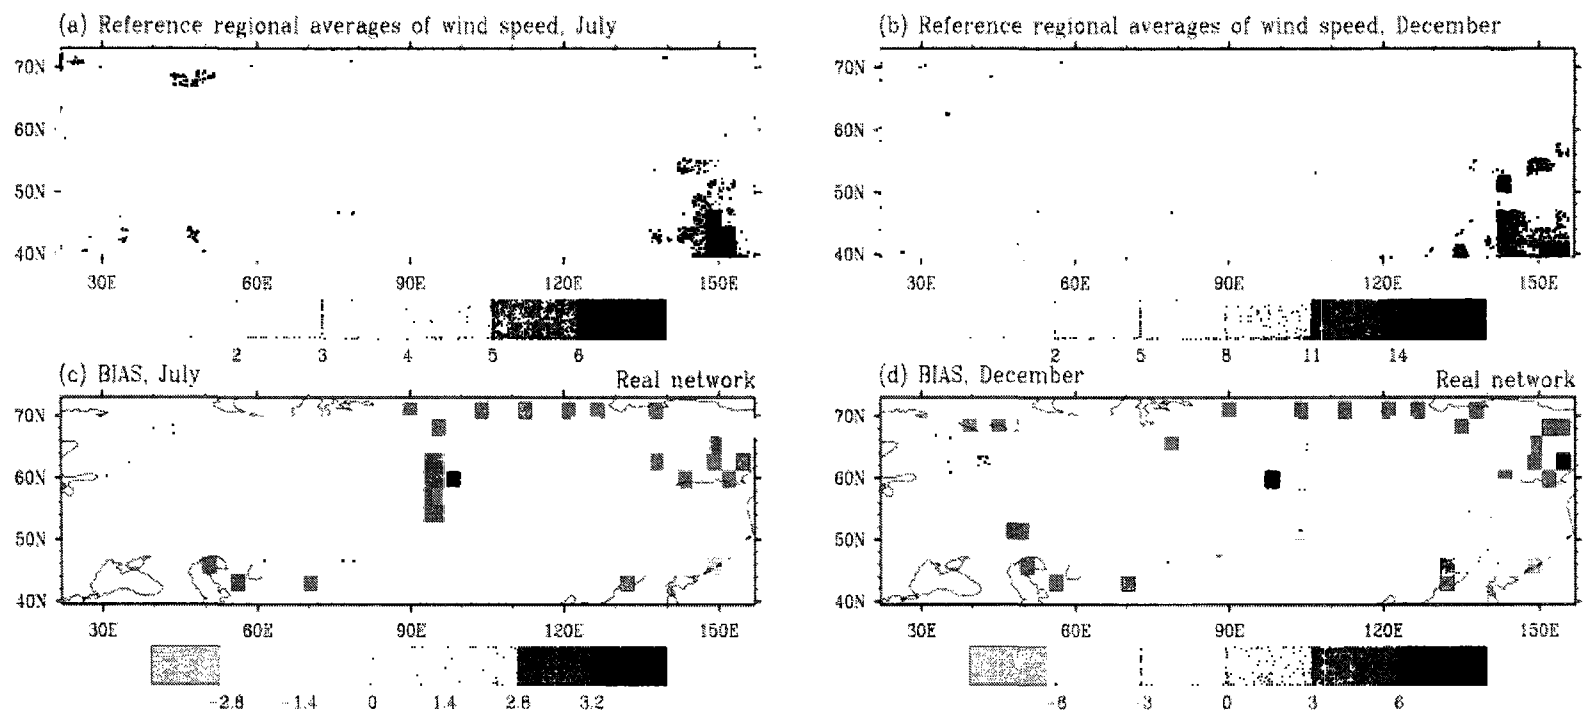 (a) Reference regional averages of wind speed, July
(b) Reference regional averages of wind speed, December
70N
60N
50N
40N
30E 60E 90E 120E 150E
2 3 4 5 6
70N
60N
50N
40N
30E 60E 90E 120E 150E
2 5 8 11 14
(c) BIAS, July
Real network
70N
60N
50N
40N
30E 60E 90E 120E 150E
-2.8 -1.4 0 1.4 2.8 3.2
(d) BIAS, December
Real network
70N
60N
50N
40N
30E 60E 90E 120E 150E
-6 -3 0 3 6